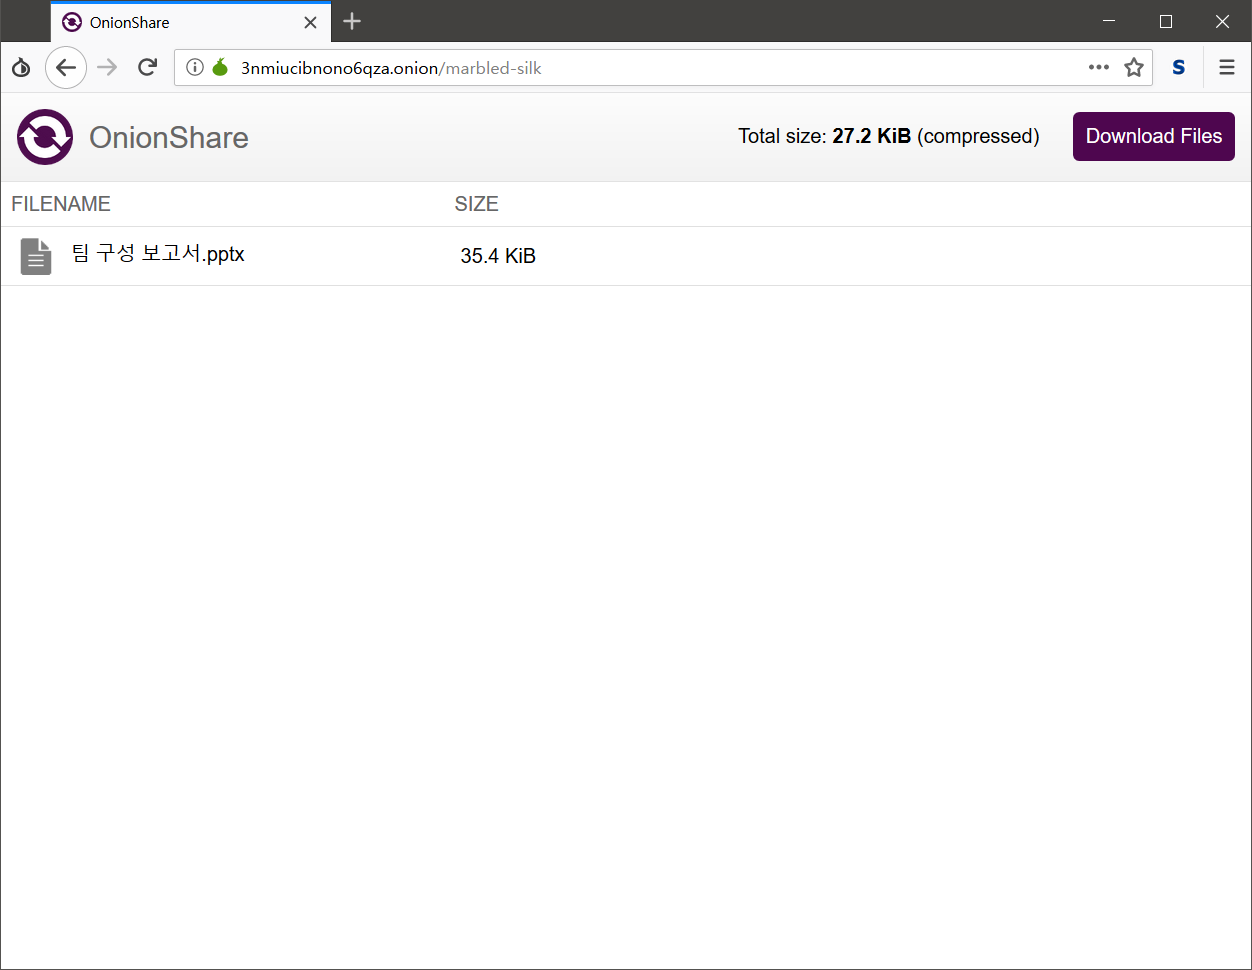 OnionShare
3nmiucibnono6qza.onion/marbled-silk
S
OnionShare
Total size: 27.2 KiB (compressed)
Download Files
FILENAME SIZE
팀 구성 보고서.pptx 35.4 KiB